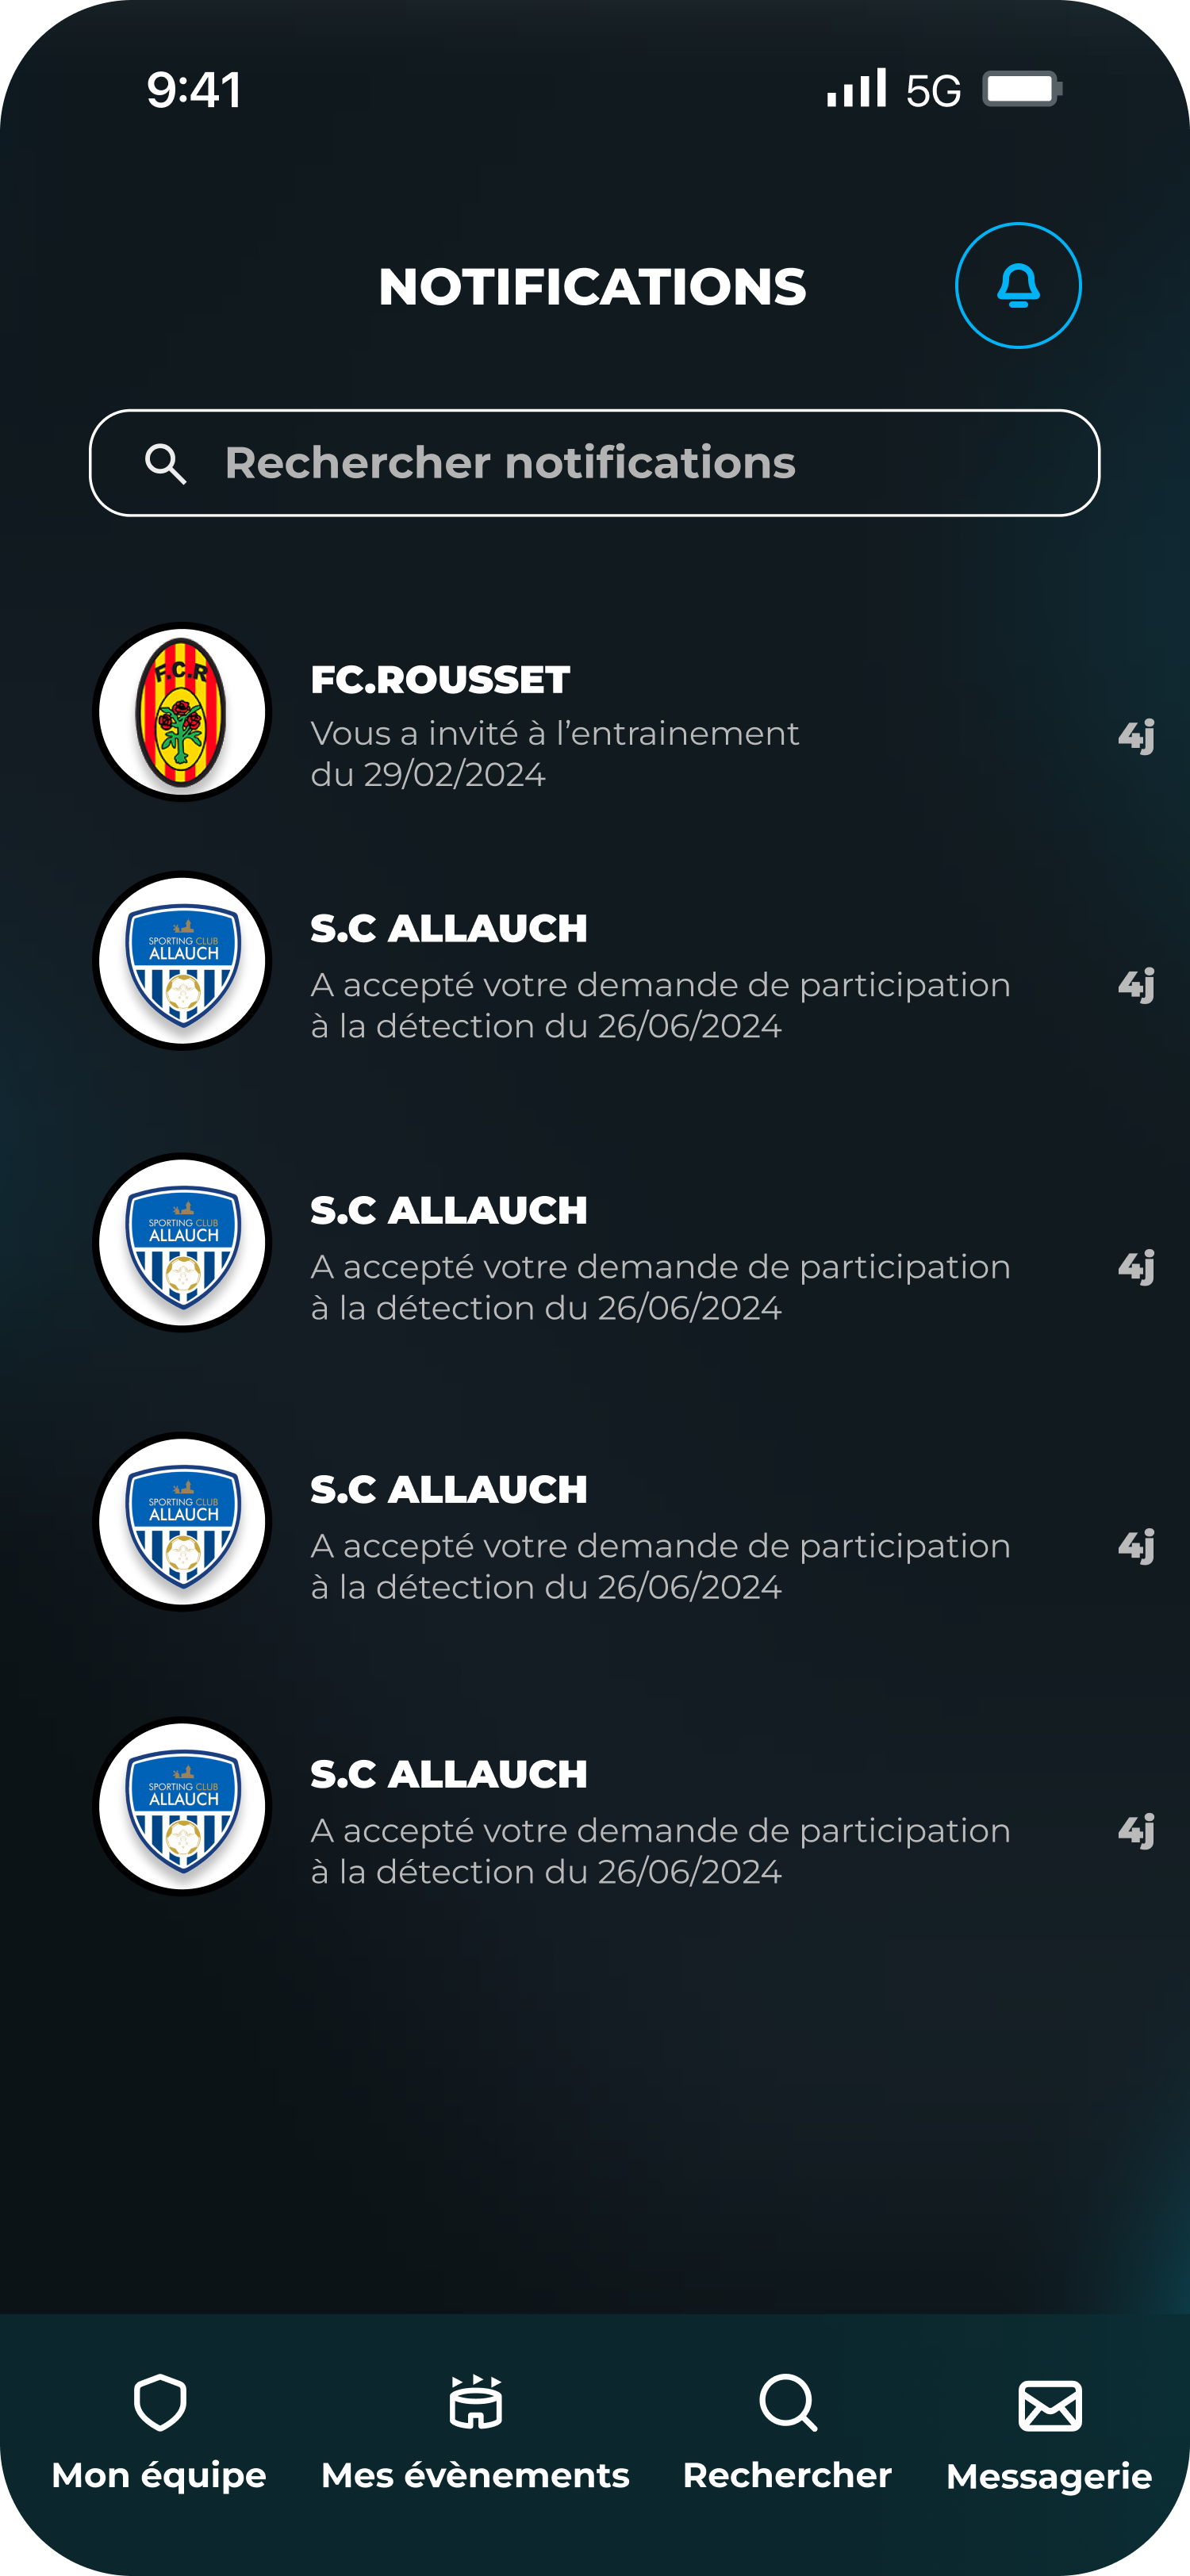 9:41 5G
NOTIFICATIONS
Rechercher notifications
F.C.R
FC.ROUSSET
Vous a invité à l’entrainement
du 29/02/2024
4j
SPORTING CLUB
ALLAUCH
S.C ALLAUCH
A accepté votre demande de participation
à la détection du 26/06/2024
4j
SPORTING CLUB
ALLAUCH
S.C ALLAUCH
A accepté votre demande de participation
à la détection du 26/06/2024
4j
SPORTING CLUB
ALLAUCH
S.C ALLAUCH
A accepté votre demande de participation
à la détection du 26/06/2024
4j
SPORTING CLUB
ALLAUCH
S.C ALLAUCH
A accepté votre demande de participation
à la détection du 26/06/2024
4j
Mon équipe Mes évènements Rechercher Messagerie